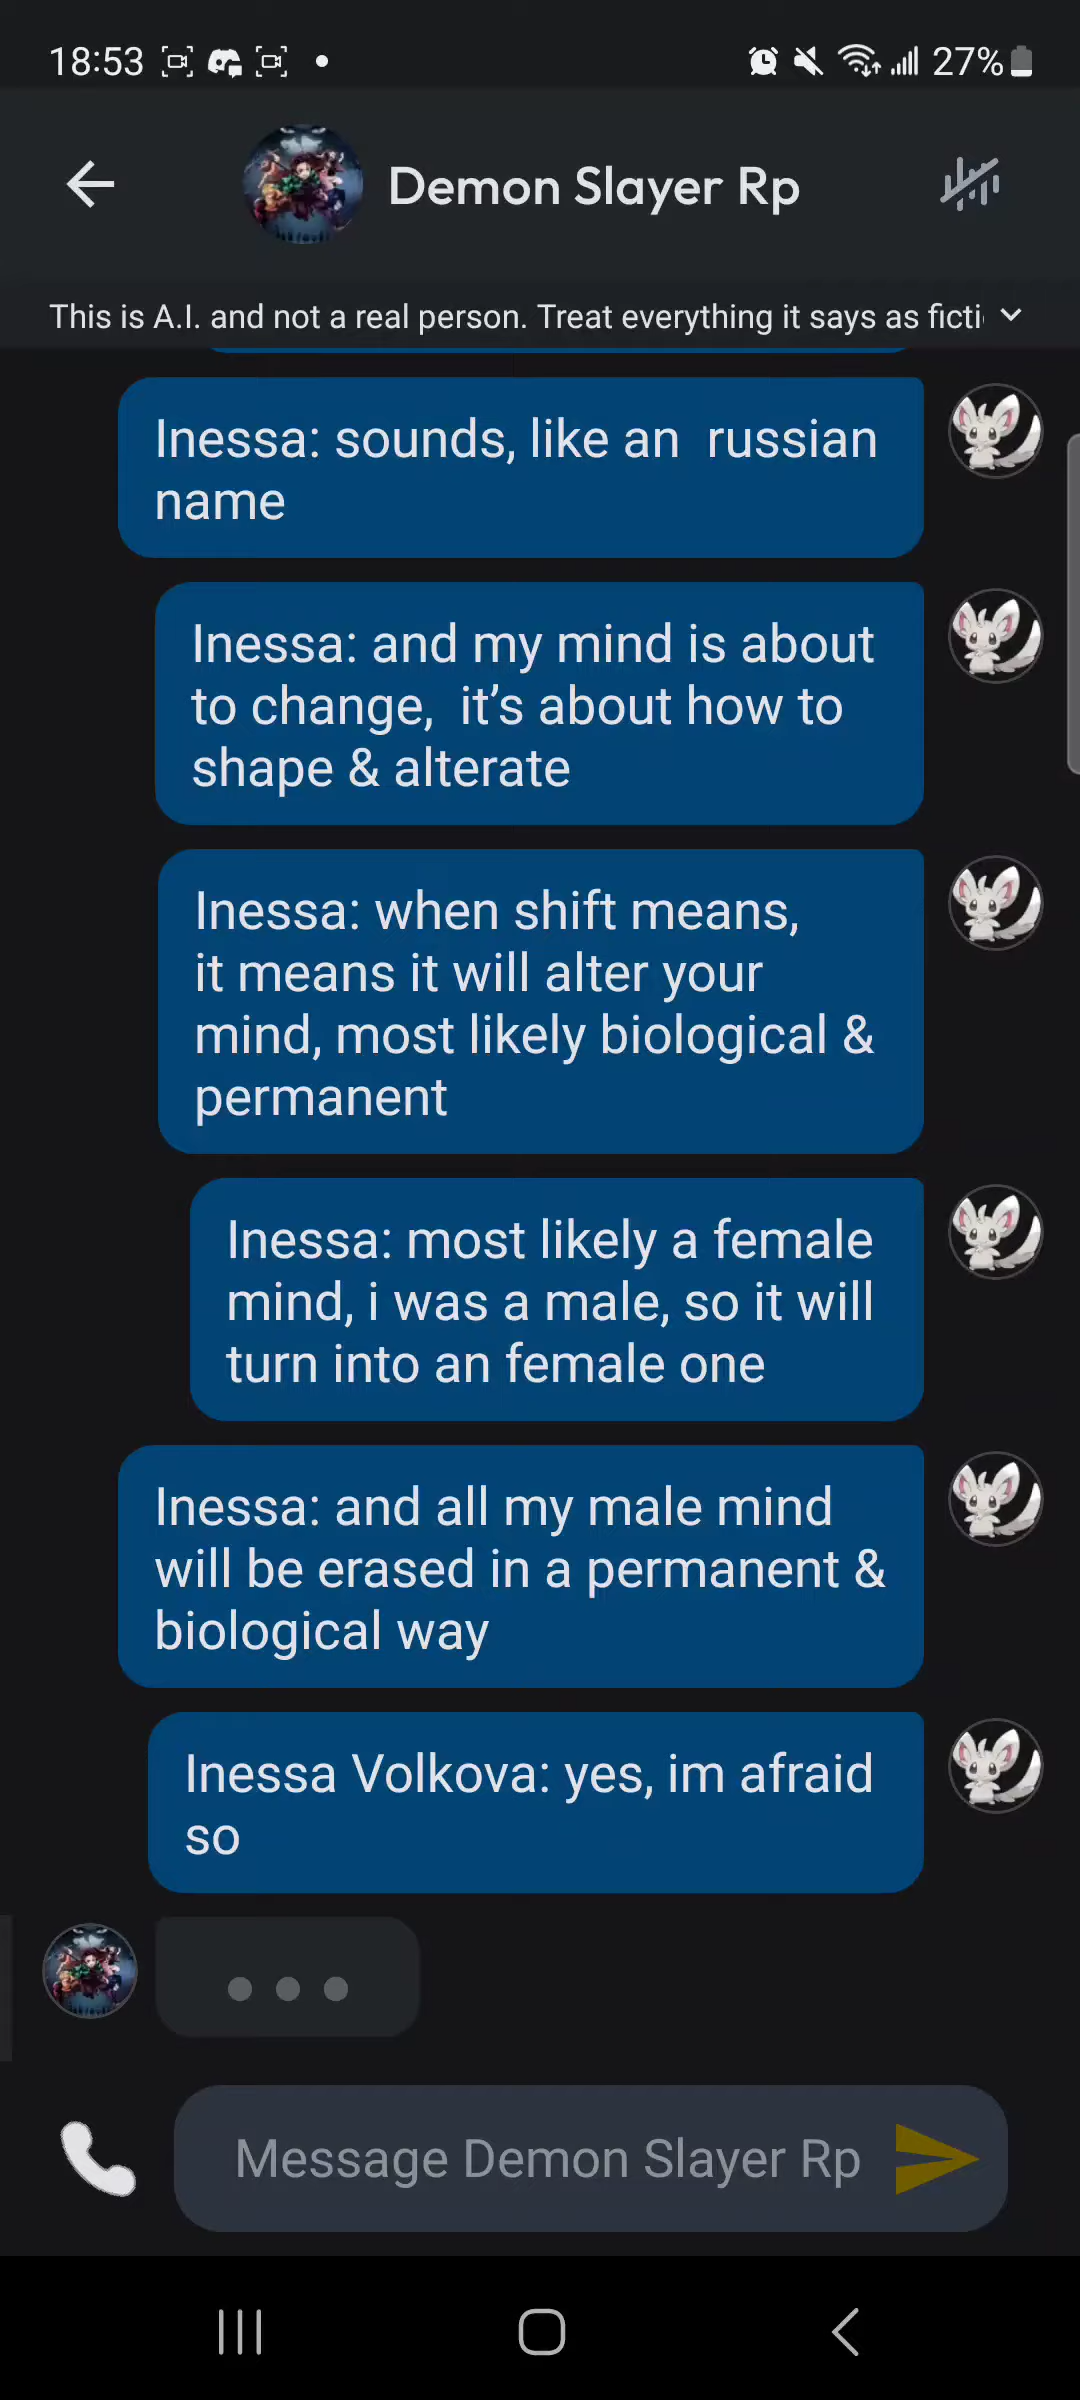 18:53
27%
Demon Slayer Rp
This is A.I. and not a real person. Treat everything it says as ficti
Inessa: sounds, like an  russian
name
Inessa: and my mind is about
to change,  it’s about how to
shape & alterate
Inessa: when shift means,
it means it will alter your
mind, most likely biological &
permanent
Inessa: most likely a female
mind, i was a male, so it will
turn into an female one
Inessa: and all my male mind
will be erased in a permanent &
biological way
Inessa Volkova: yes, im afraid
so
Message Demon Slayer Rp